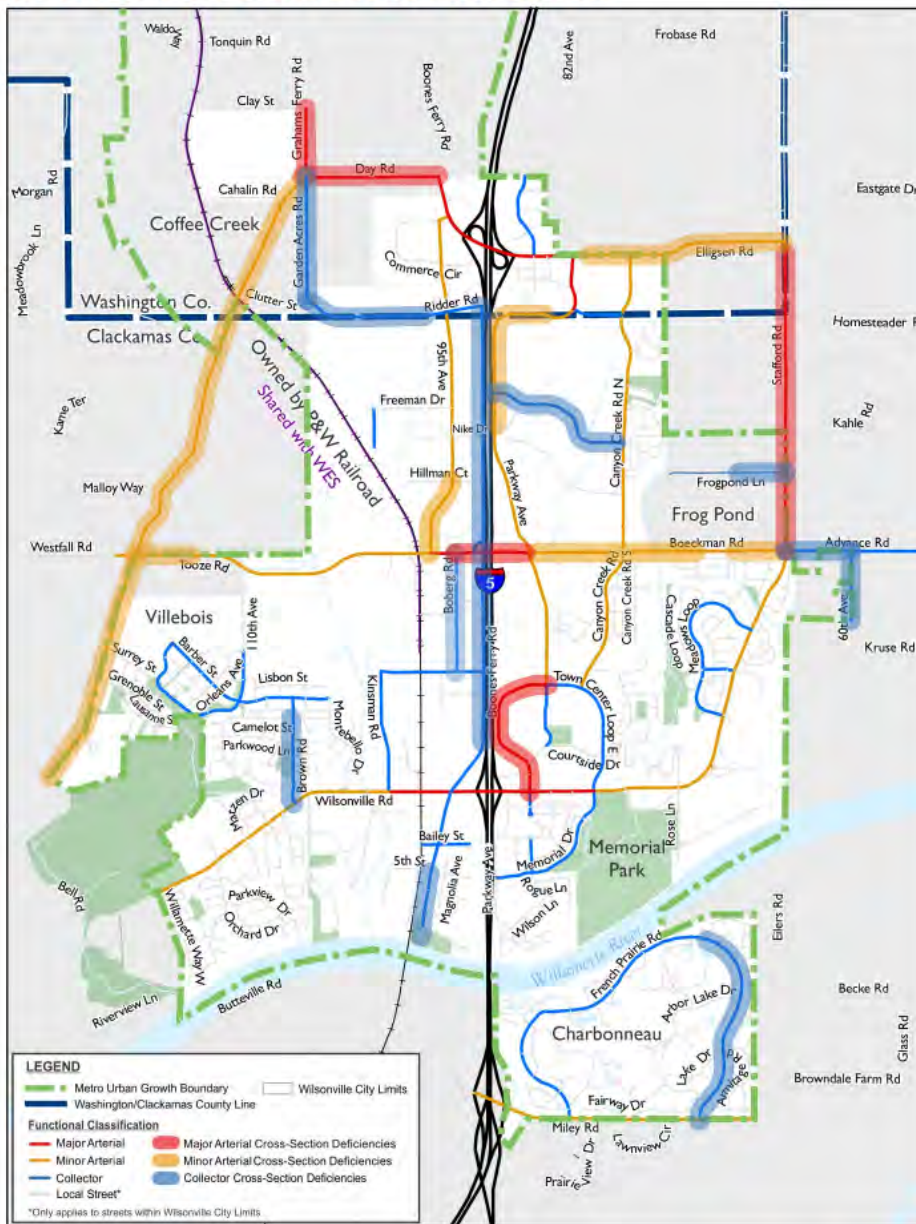 Waldo Way
Tonquin Rd
82nd Ave
Frobase Rd
Clay St
Grahams Ferry Rd
Boones Ferry Rd
Day Rd
Morgan Rd
Cahalin Rd
Eastgate Dr
Coffee Creek
Garden Acres Rd
Meadowbrook Ln
Commerce Cir
Elligsen Rd
Washington Co.
Clutter St
Ridder Rd
Clackamas Co.
Homesteader R
Stafford Rd
Owned by P&W Railroad
Shared with WES
95th Ave
Kame Ter
Freeman Dr
Canyon Creek Rd N
Kahle Rd
Nike Dr
Hillman Ct
Parkway Ave
Malloy Way
Frogpond Ln
Frog Pond
Westfall Rd
Boeckman Rd
Advance Rd
Tooze Rd
Boberg Rd
5
Canyon Creek Rd
Canyon Creek Rd S
Cascade Loop
Meadows Loop
60th Ave
Villebois
110th Ave
Kruse Rd
Barber St
Surrey St
Orleans Ave
Grenoble St
Lausanne S
Lisbon St
Kinsman Rd
Boones Ferry Rd
Town Center Loop E
Montebello Dr
Camelot St
Parkwood Ln
Brown Rd
Courtside Dr
Matzen Dr
Wilsonville Rd
Rose Ln
Bailey St
Memorial Dr
Memorial Park
5th St
Magnolia Ave
Parkway Ave
Bell Rd
Rogue Ln
Wilson Ln
Parkview Dr
Orchard Dr
Willamette Way W
Eilers Rd
Willamette River
French Prairie Rd
Butteville Rd
Riverview Ln
Arbor Lake Dr
Becke Rd
Glass Rd
Charbonneau
Lake Dr
Armitage Rd
Browndale Farm Rd
Fairway Dr
Miley Rd
Lawnview Cir
Prairie View Dr
LEGEND
Metro Urban Growth Boundary
Wilsonville City Limits
Washington/Clackamas County Line
Functional Classification
Major Arterial
Major Arterial Cross-Section Deficiencies
Minor Arterial
Minor Arterial Cross-Section Deficiencies
Collector
Collector Cross-Section Deficiencies
Local Street*
*Only applies to streets within Wilsonville City Limits